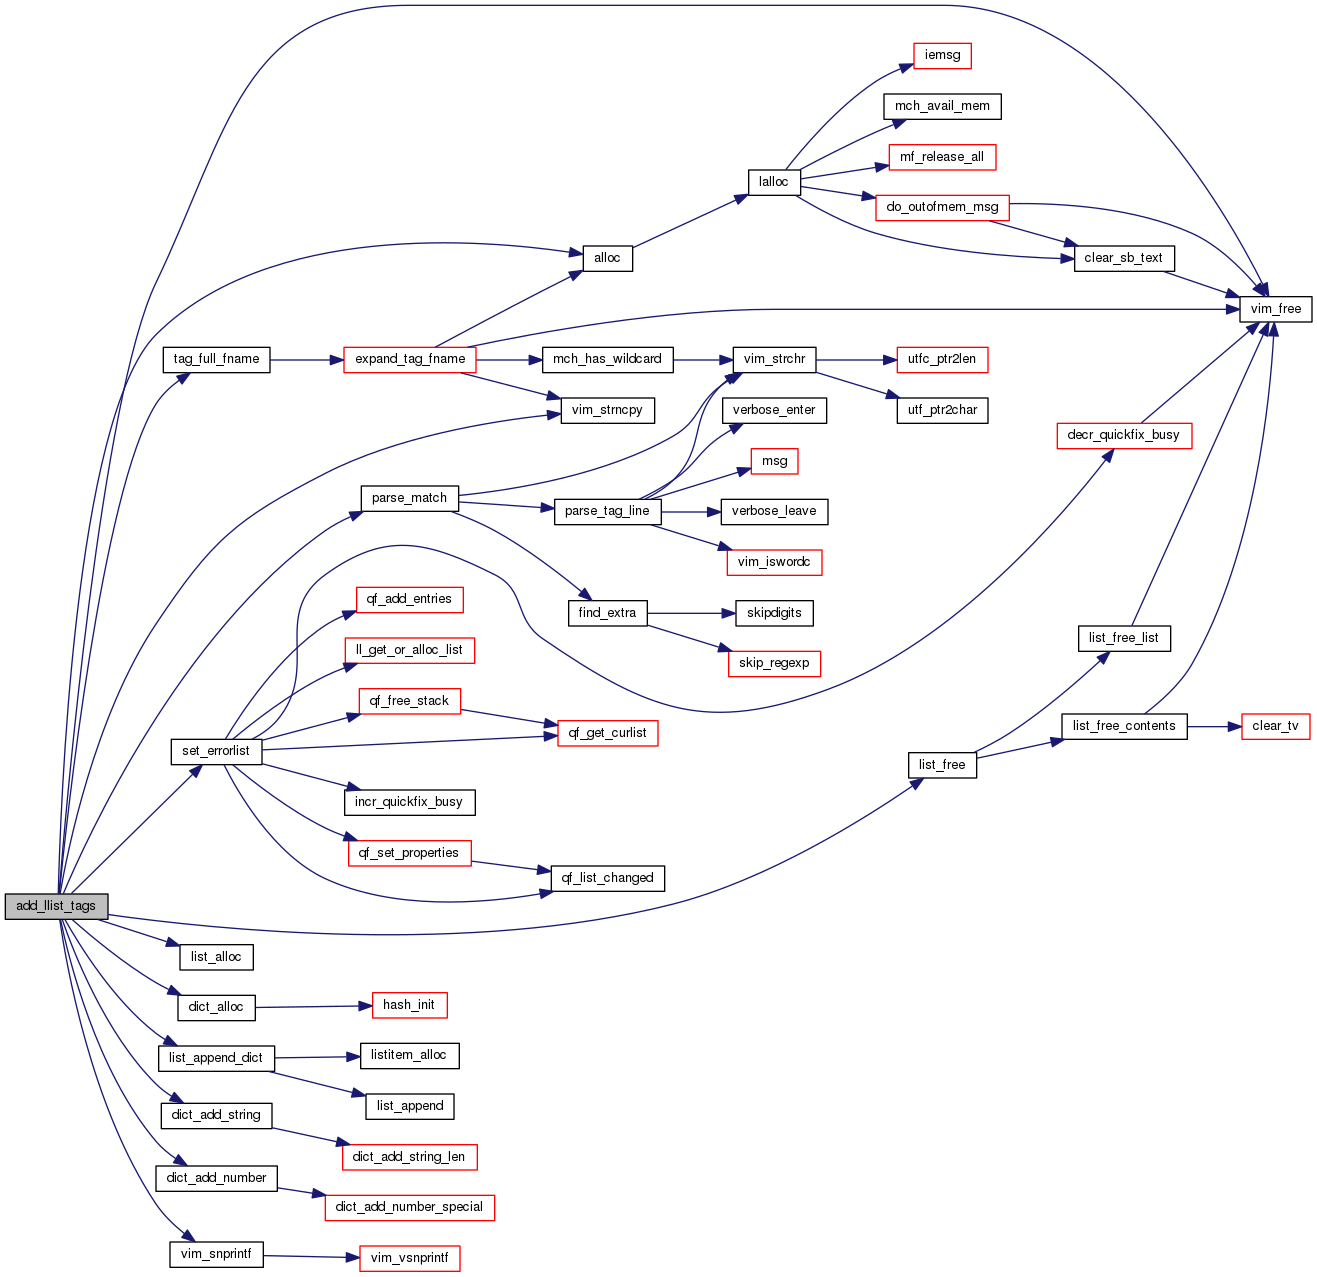 iemsg
mch_avail_mem
mf_release_all
lalloc
do_outofmem_msg
alloc
clear_sb_text
vim_free
tag_full_fname
expand_tag_fname
mch_has_wildcard
vim_strchr
utfc_ptr2len
vim_strncpy
verbose_enter
utf_ptr2char
decr_quickfix_busy
msg
parse_match
parse_tag_line
verbose_leave
vim_iswordc
qf_add_entries
find_extra
skipdigits
list_free_list
ll_get_or_alloc_list
skip_regexp
qf_free_stack
qf_get_curlist
list_free_contents
clear_tv
set_errorlist
list_free
incr_quickfix_busy
qf_set_properties
qf_list_changed
add_llist_tags
list_alloc
dict_alloc
hash_init
list_append_dict
listitem_alloc
list_append
dict_add_string
dict_add_string_len
dict_add_number
dict_add_number_special
vim_snprintf
vim_vsnprintf